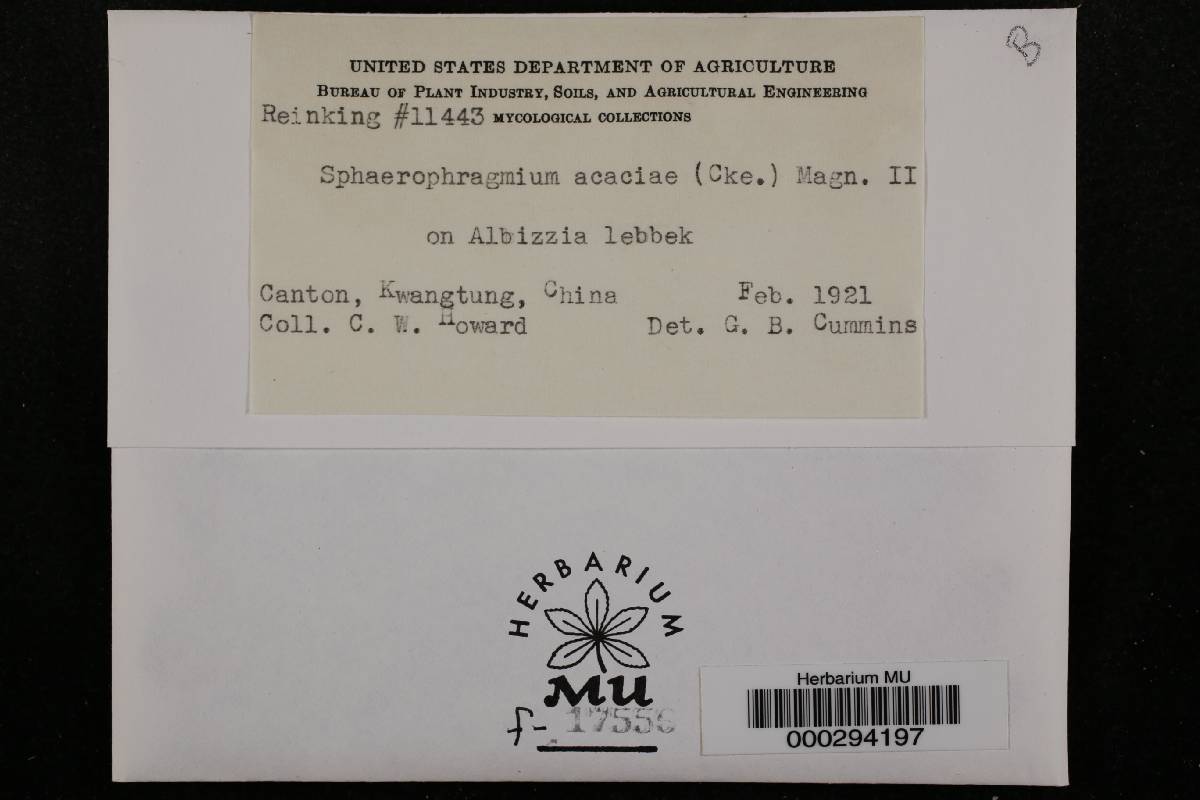 B
UNITED STATES DEPARTMENT OF AGRICULTURE
BUREAU OF PLANT INDUSTRY, SOILS, AND AGRICULTURAL ENGINEERING
Reinking #11443 MYCOLOGICAL COLLECTIONS
Sphaerophragmium acaciae (Cke.) Magn. II
on Albizzia lebbek
Canton, Kwangtung, China Feb. 1921
Coll. C. W. Howard Det. G. B. Cummins
HERBARIUM
MU
f-
Herbarium MU
000294197